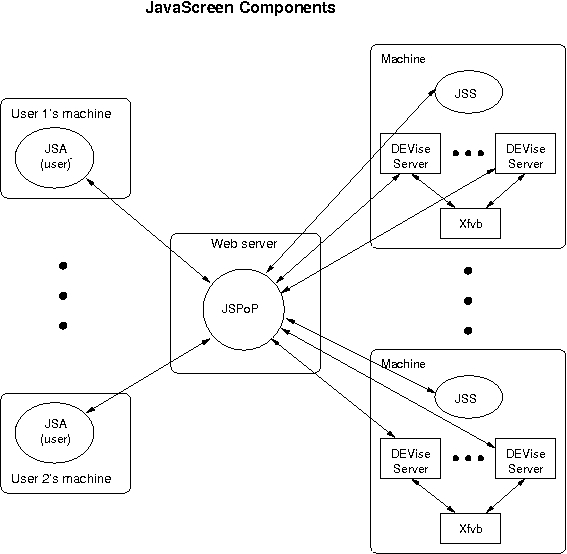 JavaScreen Components
User 1's machine
JSA
(user)
Web server
JSPoP
JSA
(user)
User 2's machine
Machine
JSS
DEVise
Server
DEVise
Server
Xfvb
Machine
JSS
DEVise
Server
DEVise
Server
Xfvb